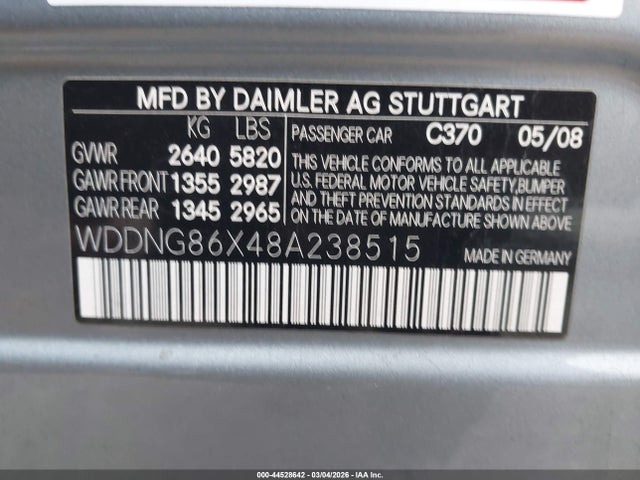 MFD BY DAIMLER AG STUTTGART
KG LBS
GVWR 2640 5820
GAWR FRONT 1355 2987
GAWR REAR 1345 2965
PASSENGER CAR C370 05/08
THIS VEHICLE CONFORMS TO ALL APPLICABLE
U.S. FEDERAL MOTOR VEHICLE SAFETY, BUMPER
AND THEFT PREVENTION STANDARDS IN EFFECT
ON THE DATE OF MANUFACTURE SHOWN ABOVE
WDDNG86X48A238515
MADE IN GERMANY
000-44528642 - 03/04/2026 - IAA Inc.